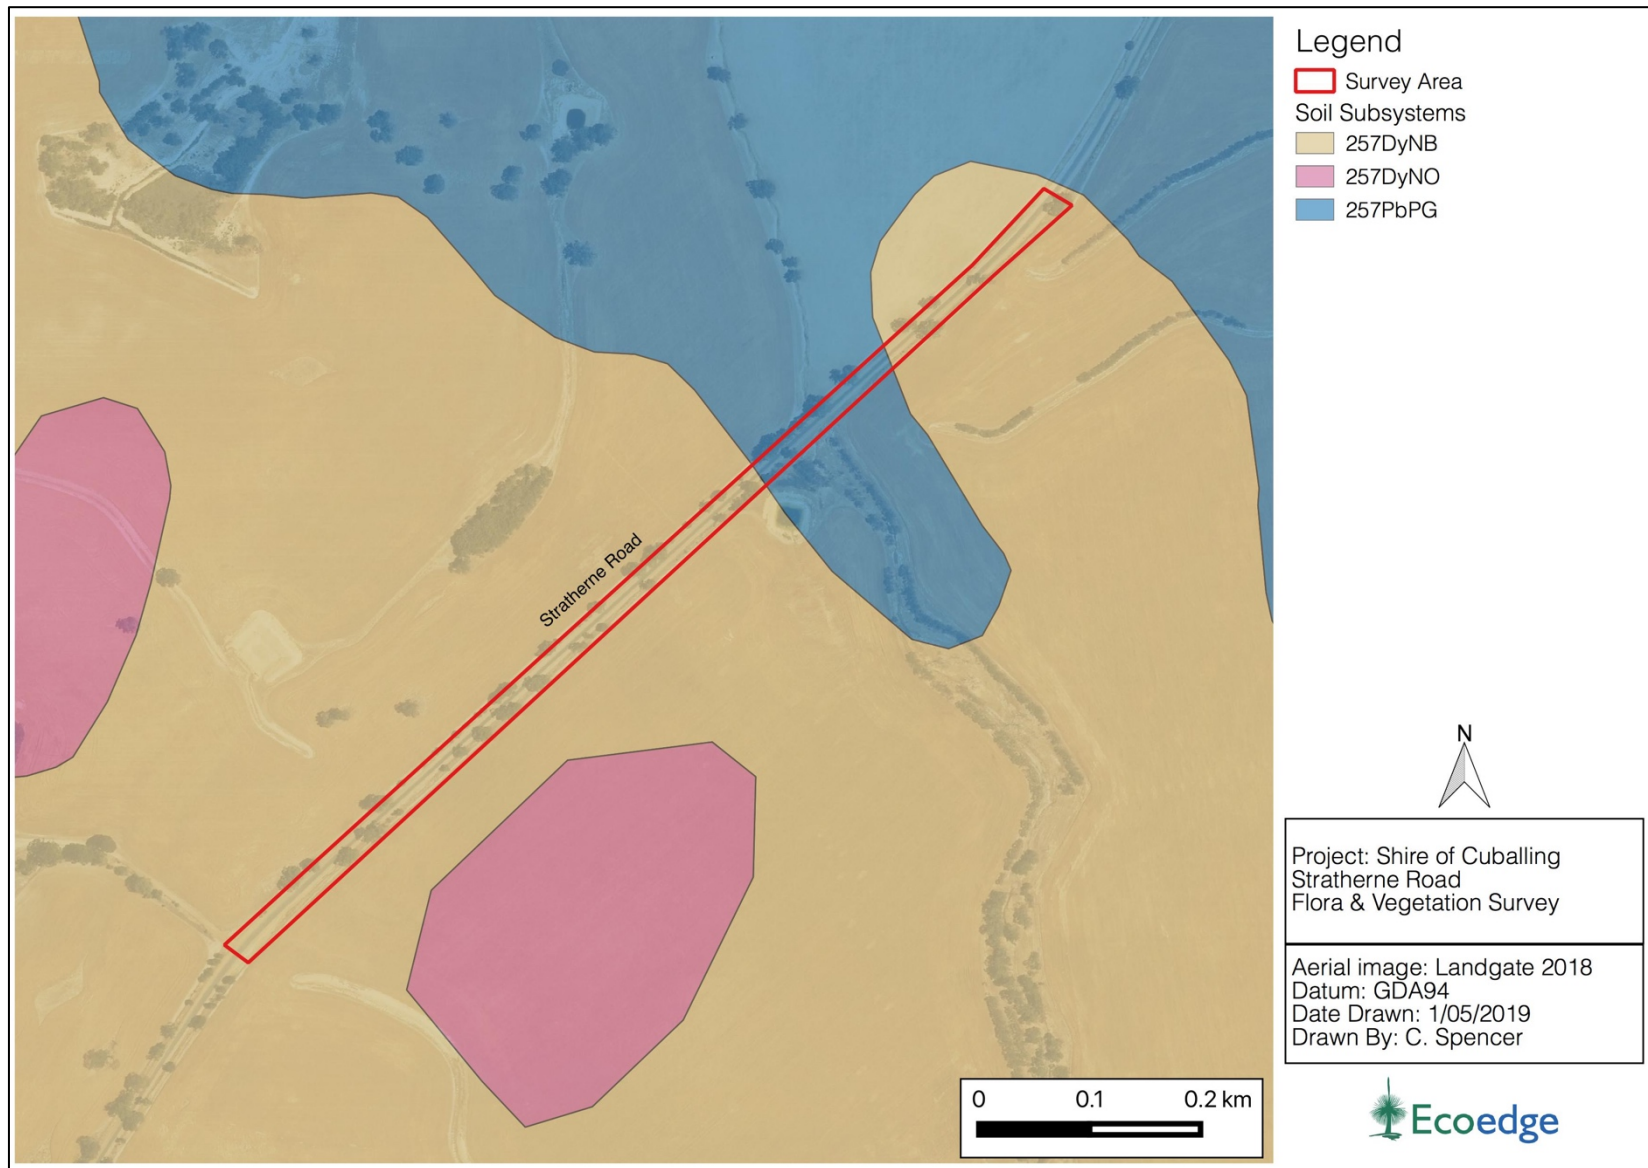 Legend
Survey Area
Soil Subsystems
257DyNB
257DyNO
257PbPG
Stratherne Road
N
Project: Shire of Cuballing
Stratherne Road
Flora & Vegetation Survey
Aerial image: Landgate 2018
Datum: GDA94
Date Drawn: 1/05/2019
Drawn By: C. Spencer
0 0.1 0.2 km
Ecoedge